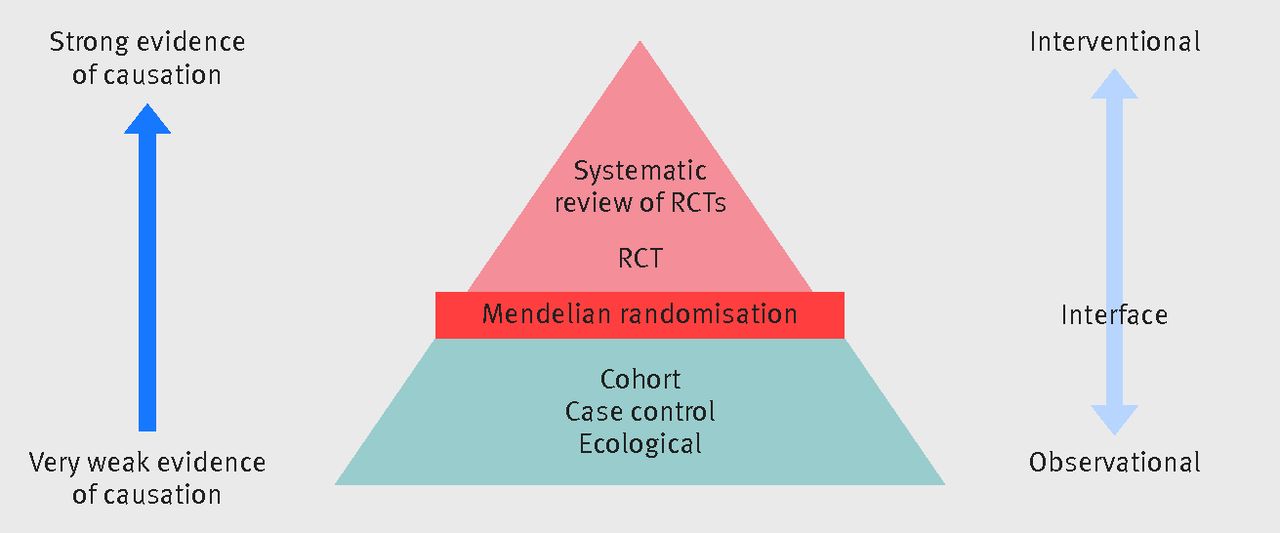 Strong evidence
of causation
Very weak evidence
of causation
Systematic
review of RCTs
RCT
Mendelian randomisation
Cohort
Case control
Ecological
Interventional
Interface
Observational